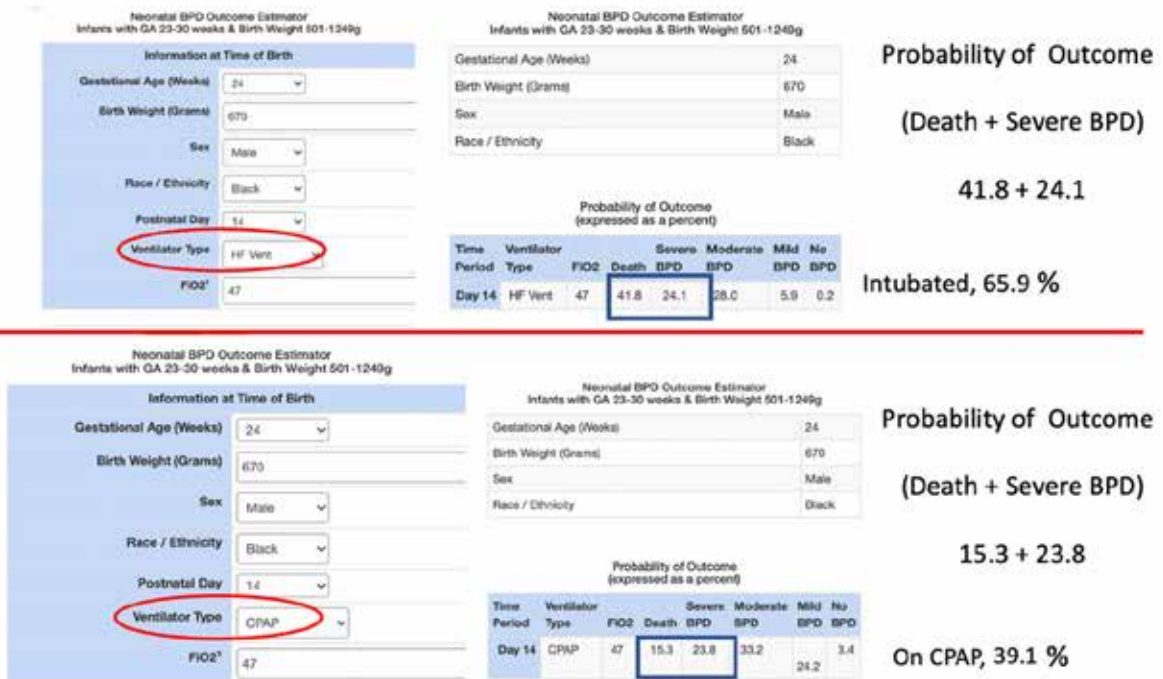 Neonatal BPD Outcome Estimator
Infants with GA 23-30 weeks & Birth Weight 501-1249g
Information at Time of Birth
Gestational Age (Weeks) 24
Birth Weight (Grams) 670
Sex Male
Race / Ethnicity Black
Postnatal Day 14
Ventilator Type HF Vent
FiO2¹ 47
Neonatal BPD Outcome Estimator
Infants with GA 23-30 weeks & Birth Weight 501-1249g
Gestational Age (Weeks) 24
Birth Weight (Grams) 670
Sex Male
Race / Ethnicity Black
Probability of Outcome
(expressed as a percent)
Time Ventilator Severe Moderate Mild No
Period Type FiO2 Death BPD BPD BPD BPD
Day 14 HF Vent 47 41.8 24.1 28.0 5.9 0.2
Probability of Outcome
(Death + Severe BPD)
41.8 + 24.1
Intubated, 65.9 %
Neonatal BPD Outcome Estimator
Infants with GA 23-30 weeks & Birth Weight 501-1249g
Information at Time of Birth
Gestational Age (Weeks) 24
Birth Weight (Grams) 670
Sex Male
Race / Ethnicity Black
Postnatal Day 14
Ventilator Type CPAP
FiO2¹ 47
Neonatal BPD Outcome Estimator
Infants with GA 23-30 weeks & Birth Weight 501-1249g
Gestational Age (Weeks) 24
Birth Weight (Grams) 670
Sex Male
Race / Ethnicity Black
Probability of Outcome
(expressed as a percent)
Time Ventilator Severe Moderate Mild No
Period Type FiO2 Death BPD BPD BPD BPD
Day 14 CPAP 47 15.3 23.8 33.2 3.4
24.2
Probability of Outcome
(Death + Severe BPD)
15.3 + 23.8
On CPAP, 39.1 %